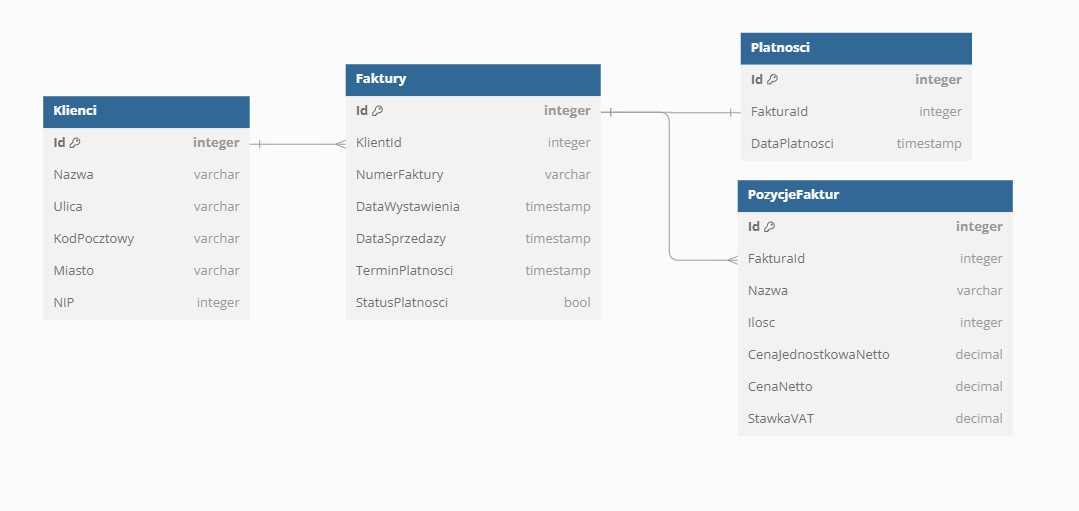 Klienci
Id integer
Nazwa varchar
Ulica varchar
KodPocztowy varchar
Miasto varchar
NIP integer
Faktury
Id integer
KlientId integer
NumerFaktury varchar
DataWystawienia timestamp
DataSprzedazy timestamp
TerminPlatnosci timestamp
StatusPlatnosci bool
Platnosci
Id integer
FakturaId integer
DataPlatnosci timestamp
PozycjeFaktur
Id integer
FakturaId integer
Nazwa varchar
Ilosc integer
CenaJednostkowaNetto decimal
CenaNetto decimal
StawkaVAT decimal